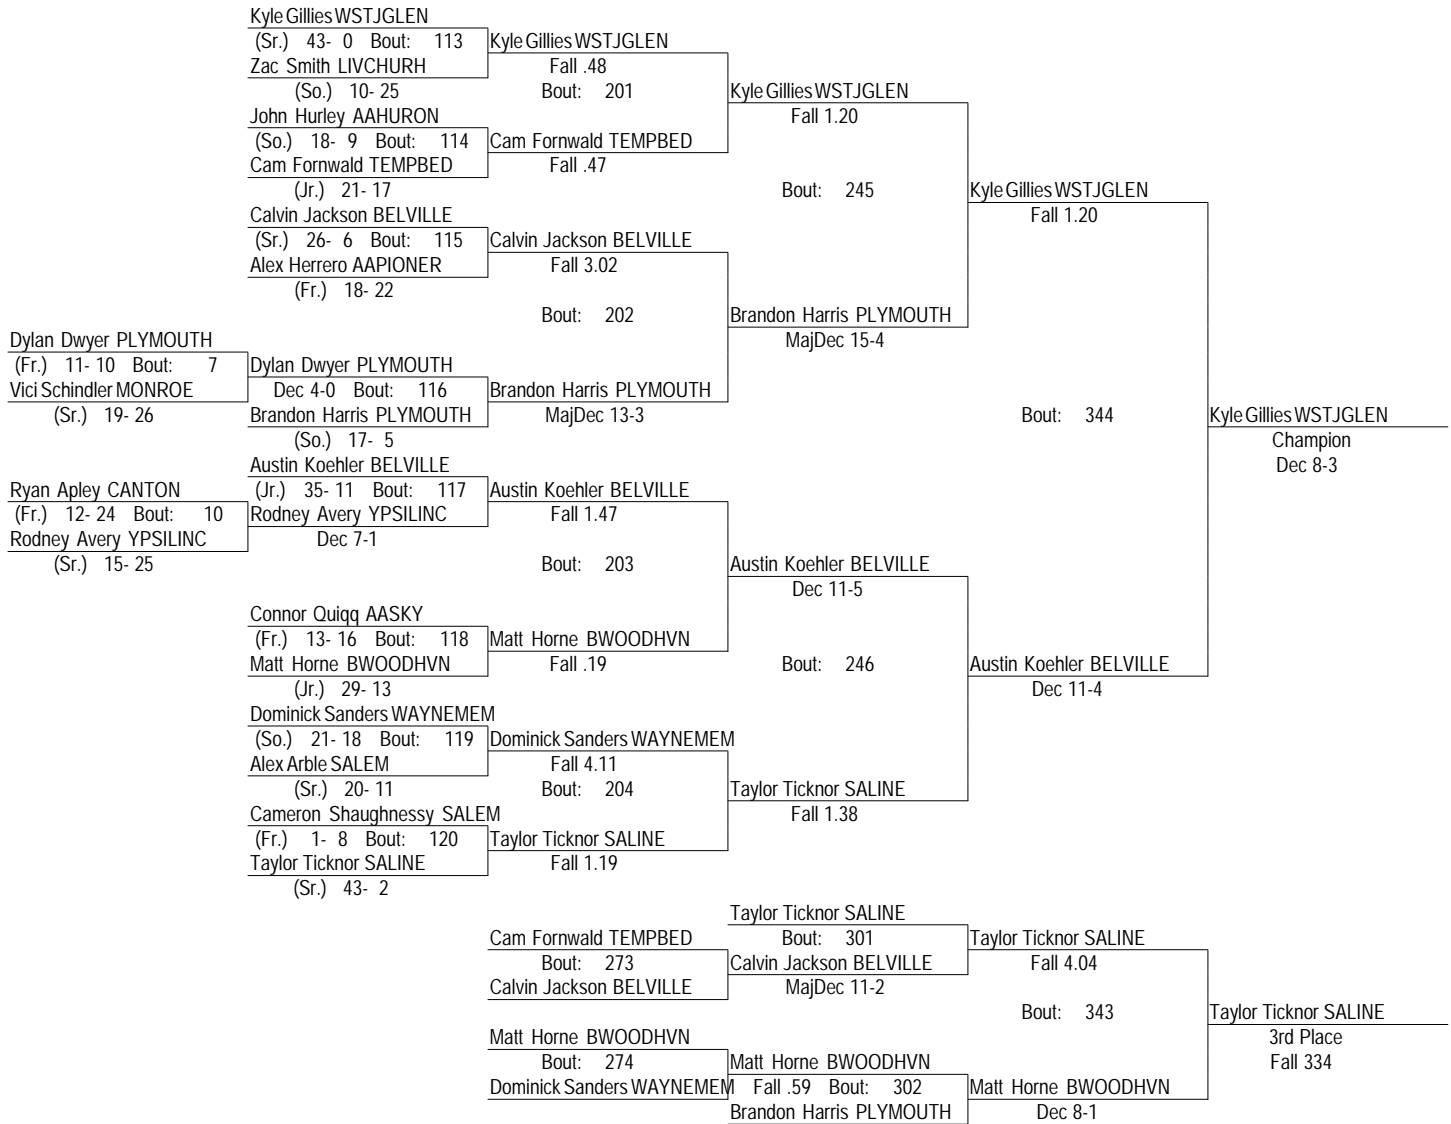 Kyle Gillies WSTJGLEN
(Sr.) 43- 0 Bout: 113 Kyle Gillies WSTJGLEN
Zac Smith LIVCHURH Fall .48
(So.) 10- 25 Bout: 201 Kyle Gillies WSTJGLEN
John Hurley AAHURON Fall 1.20
(So.) 18- 9 Bout: 114 Cam Fornwald TEMPBED
Cam Fornwald TEMPBED Fall .47
(Jr.) 21- 17 Bout: 245 Kyle Gillies WSTJGLEN
Calvin Jackson BELVILLE Fall 1.20
(Sr.) 26- 6 Bout: 115 Calvin Jackson BELVILLE
Alex Herrero AAPIONER Fall 3.02
(Fr.) 18- 22
Bout: 202 Brandon Harris PLYMOUTH
Dylan Dwyer PLYMOUTH MajDec 15-4
(Fr.) 11- 10 Bout: 7 Dylan Dwyer PLYMOUTH
Vici Schindler MONROE Dec 4-0 Bout: 116 Brandon Harris PLYMOUTH
(Sr.) 19- 26 Brandon Harris PLYMOUTH MajDec 13-3 Bout: 344 Kyle Gillies WSTJGLEN
(So.) 17- 5 Champion
Austin Koehler BELVILLE Dec 8-3
Ryan Apley CANTON (Jr.) 35- 11 Bout: 117 Austin Koehler BELVILLE
(Fr.) 12- 24 Bout: 10 Rodney Avery YPSILINC Fall 1.47
Rodney Avery YPSILINC Dec 7-1
(Sr.) 15- 25 Bout: 203 Austin Koehler BELVILLE
Dec 11-5
Connor Quiqq AASKY
(Fr.) 13- 16 Bout: 118 Matt Horne BWOODHVN
Matt Horne BWOODHVN Fall .19 Bout: 246 Austin Koehler BELVILLE
(Jr.) 29- 13 Dec 11-4
Dominick Sanders WAYNEMEM
(So.) 21- 18 Bout: 119 Dominick Sanders WAYNEMEM
Alex Arble SALEM Fall 4.11
(Sr.) 20- 11 Bout: 204 Taylor Ticknor SALINE
Cameron Shaughnessy SALEM Fall 1.38
(Fr.) 1- 8 Bout: 120 Taylor Ticknor SALINE
Taylor Ticknor SALINE Fall 1.19
(Sr.) 43- 2
Taylor Ticknor SALINE
Cam Fornwald TEMPBED Bout: 301 Taylor Ticknor SALINE
Bout: 273 Calvin Jackson BELVILLE Fall 4.04
Calvin Jackson BELVILLE MajDec 11-2
Bout: 343 Taylor Ticknor SALINE
Matt Horne BWOODHVN 3rd Place
Bout: 274 Matt Horne BWOODHVN Fall 334
Dominick Sanders WAYNEMEM Fall .59 Bout: 302 Matt Horne BWOODHVN
Brandon Harris PLYMOUTH Dec 8-1